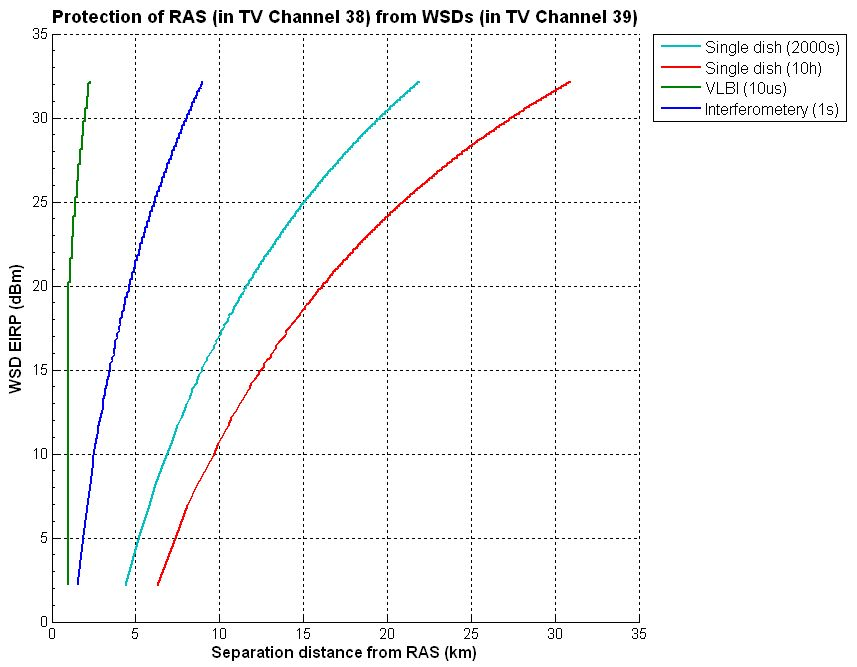 Protection of RAS (in TV Channel 38) from WSDs (in TV Channel 39)
Single dish (2000s)
Single dish (10h)
VLBI (10us)
Interferometery (1s)
WSD EIRP (dBm)
35
30
25
20
15
10
5
0
0 5 10 15 20 25 30 35
Separation distance from RAS (km)